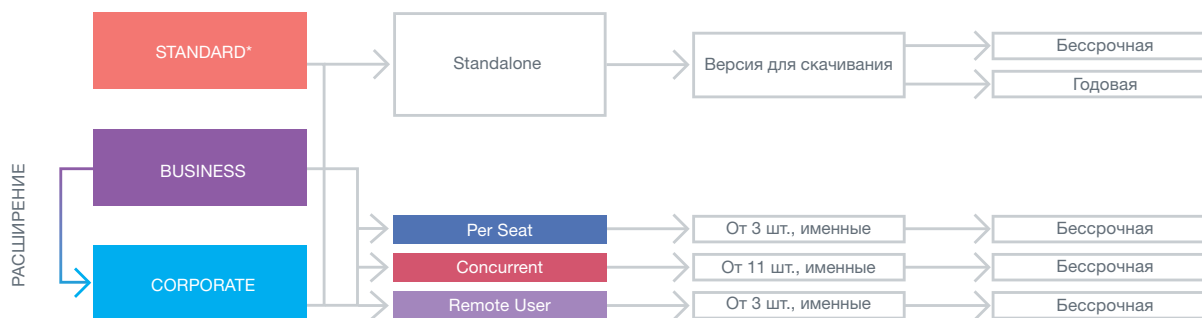 STANDARD*
Standalone
Версия для скачивания
Бессрочная
Годовая
РАСШИРЕНИЕ
BUSINESS
CORPORATE
Per Seat
От 3 шт., именные
Бессрочная
Concurrent
От 11 шт., именные
Бессрочная
Remote User
От 3 шт., именные
Бессрочная